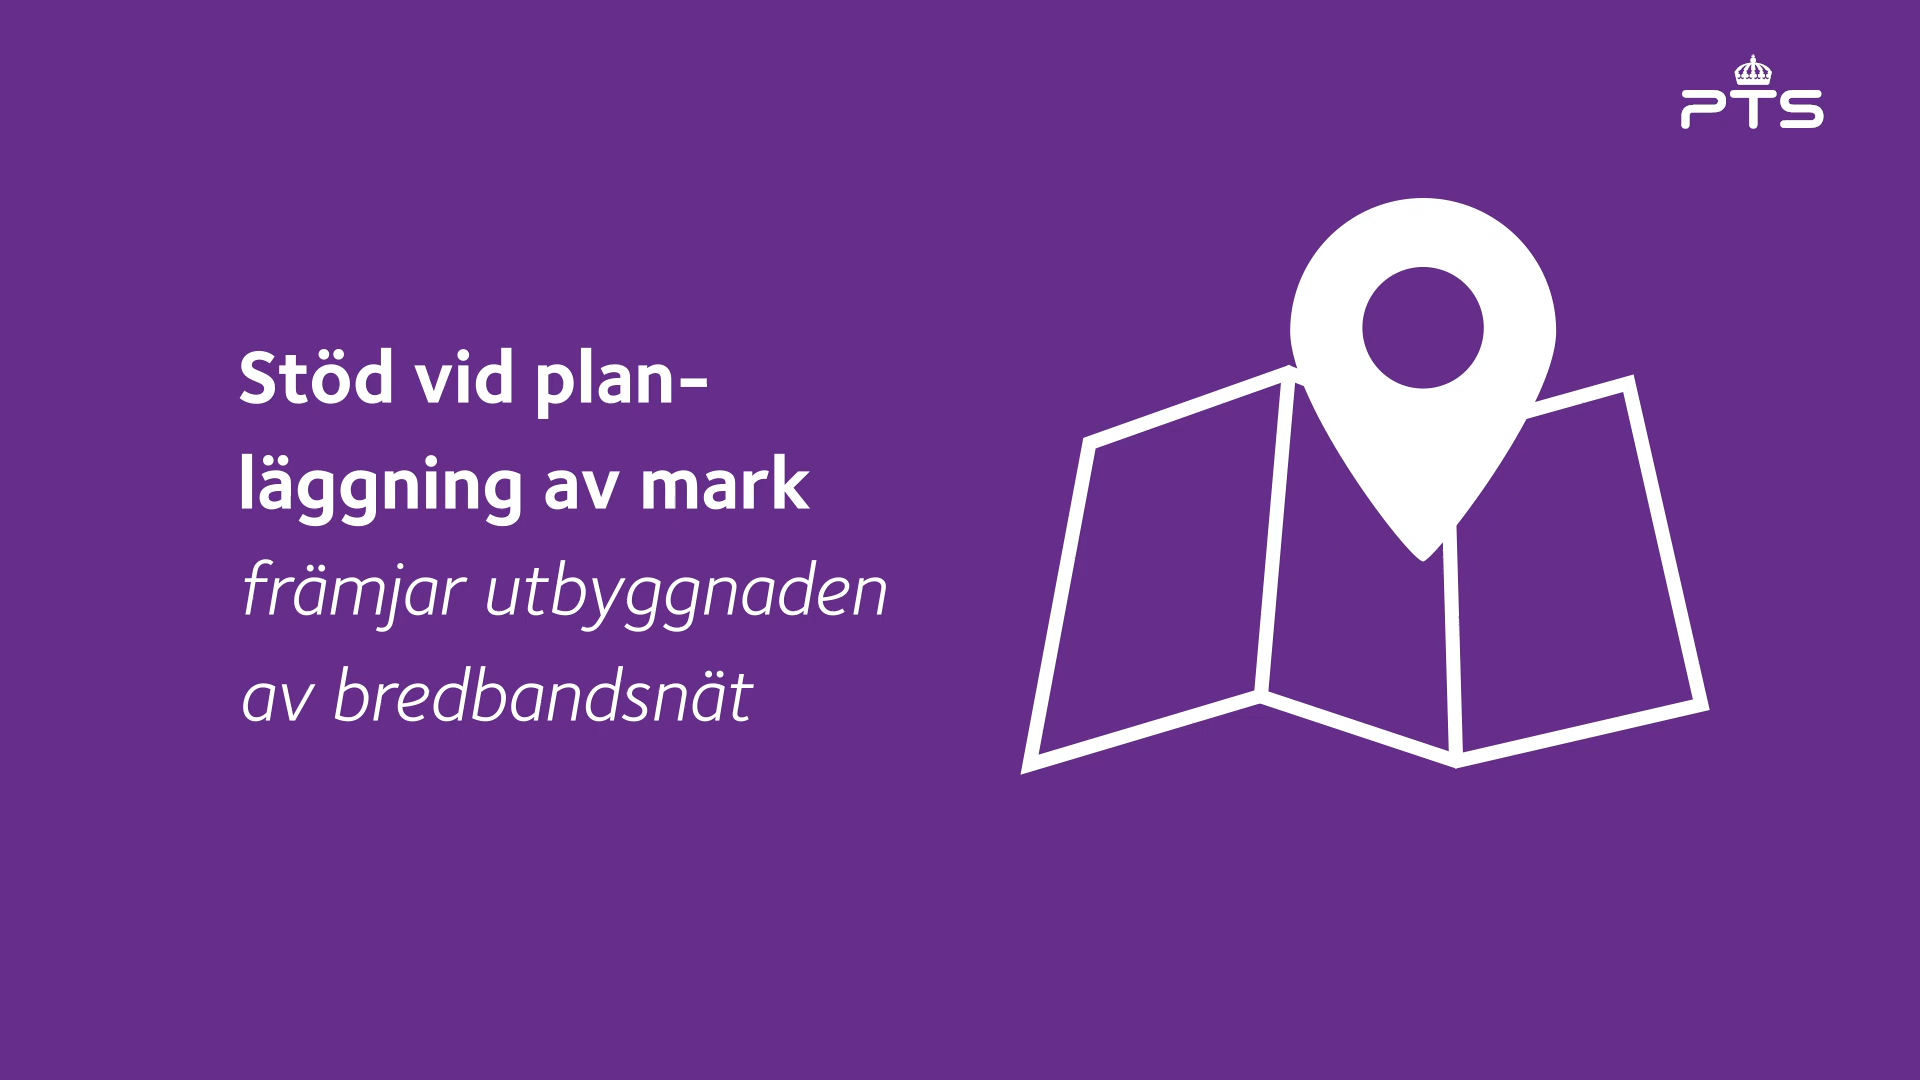 PTS
Stöd vid plan-
läggning av mark
främjar utbyggnaden
av bredbandsnät